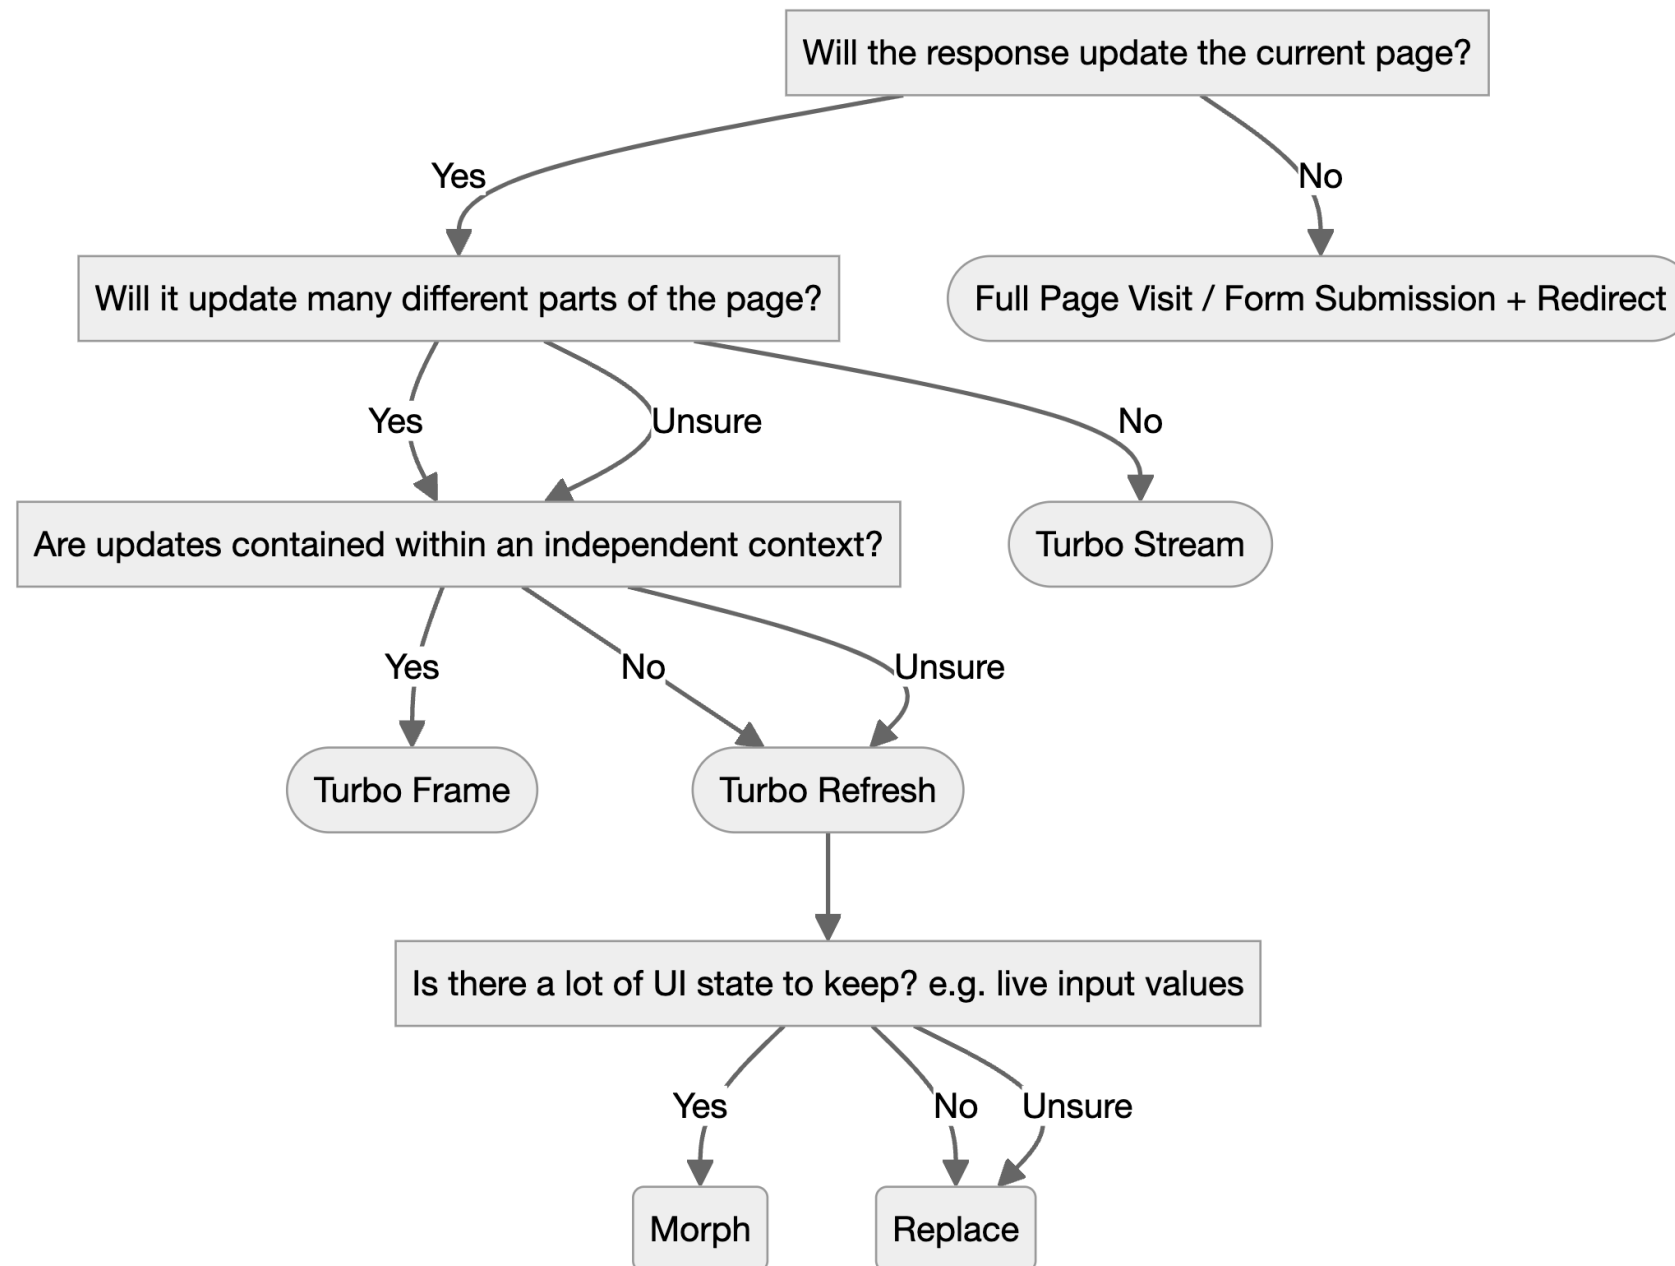 Will the response update the current page?
Yes
No
Will it update many different parts of the page?
Full Page Visit / Form Submission + Redirect
Yes
Unsure
No
Are updates contained within an independent context?
Turbo Stream
Yes
No
Unsure
Turbo Frame
Turbo Refresh
Is there a lot of UI state to keep? e.g. live input values
Yes
No
Unsure
Morph
Replace